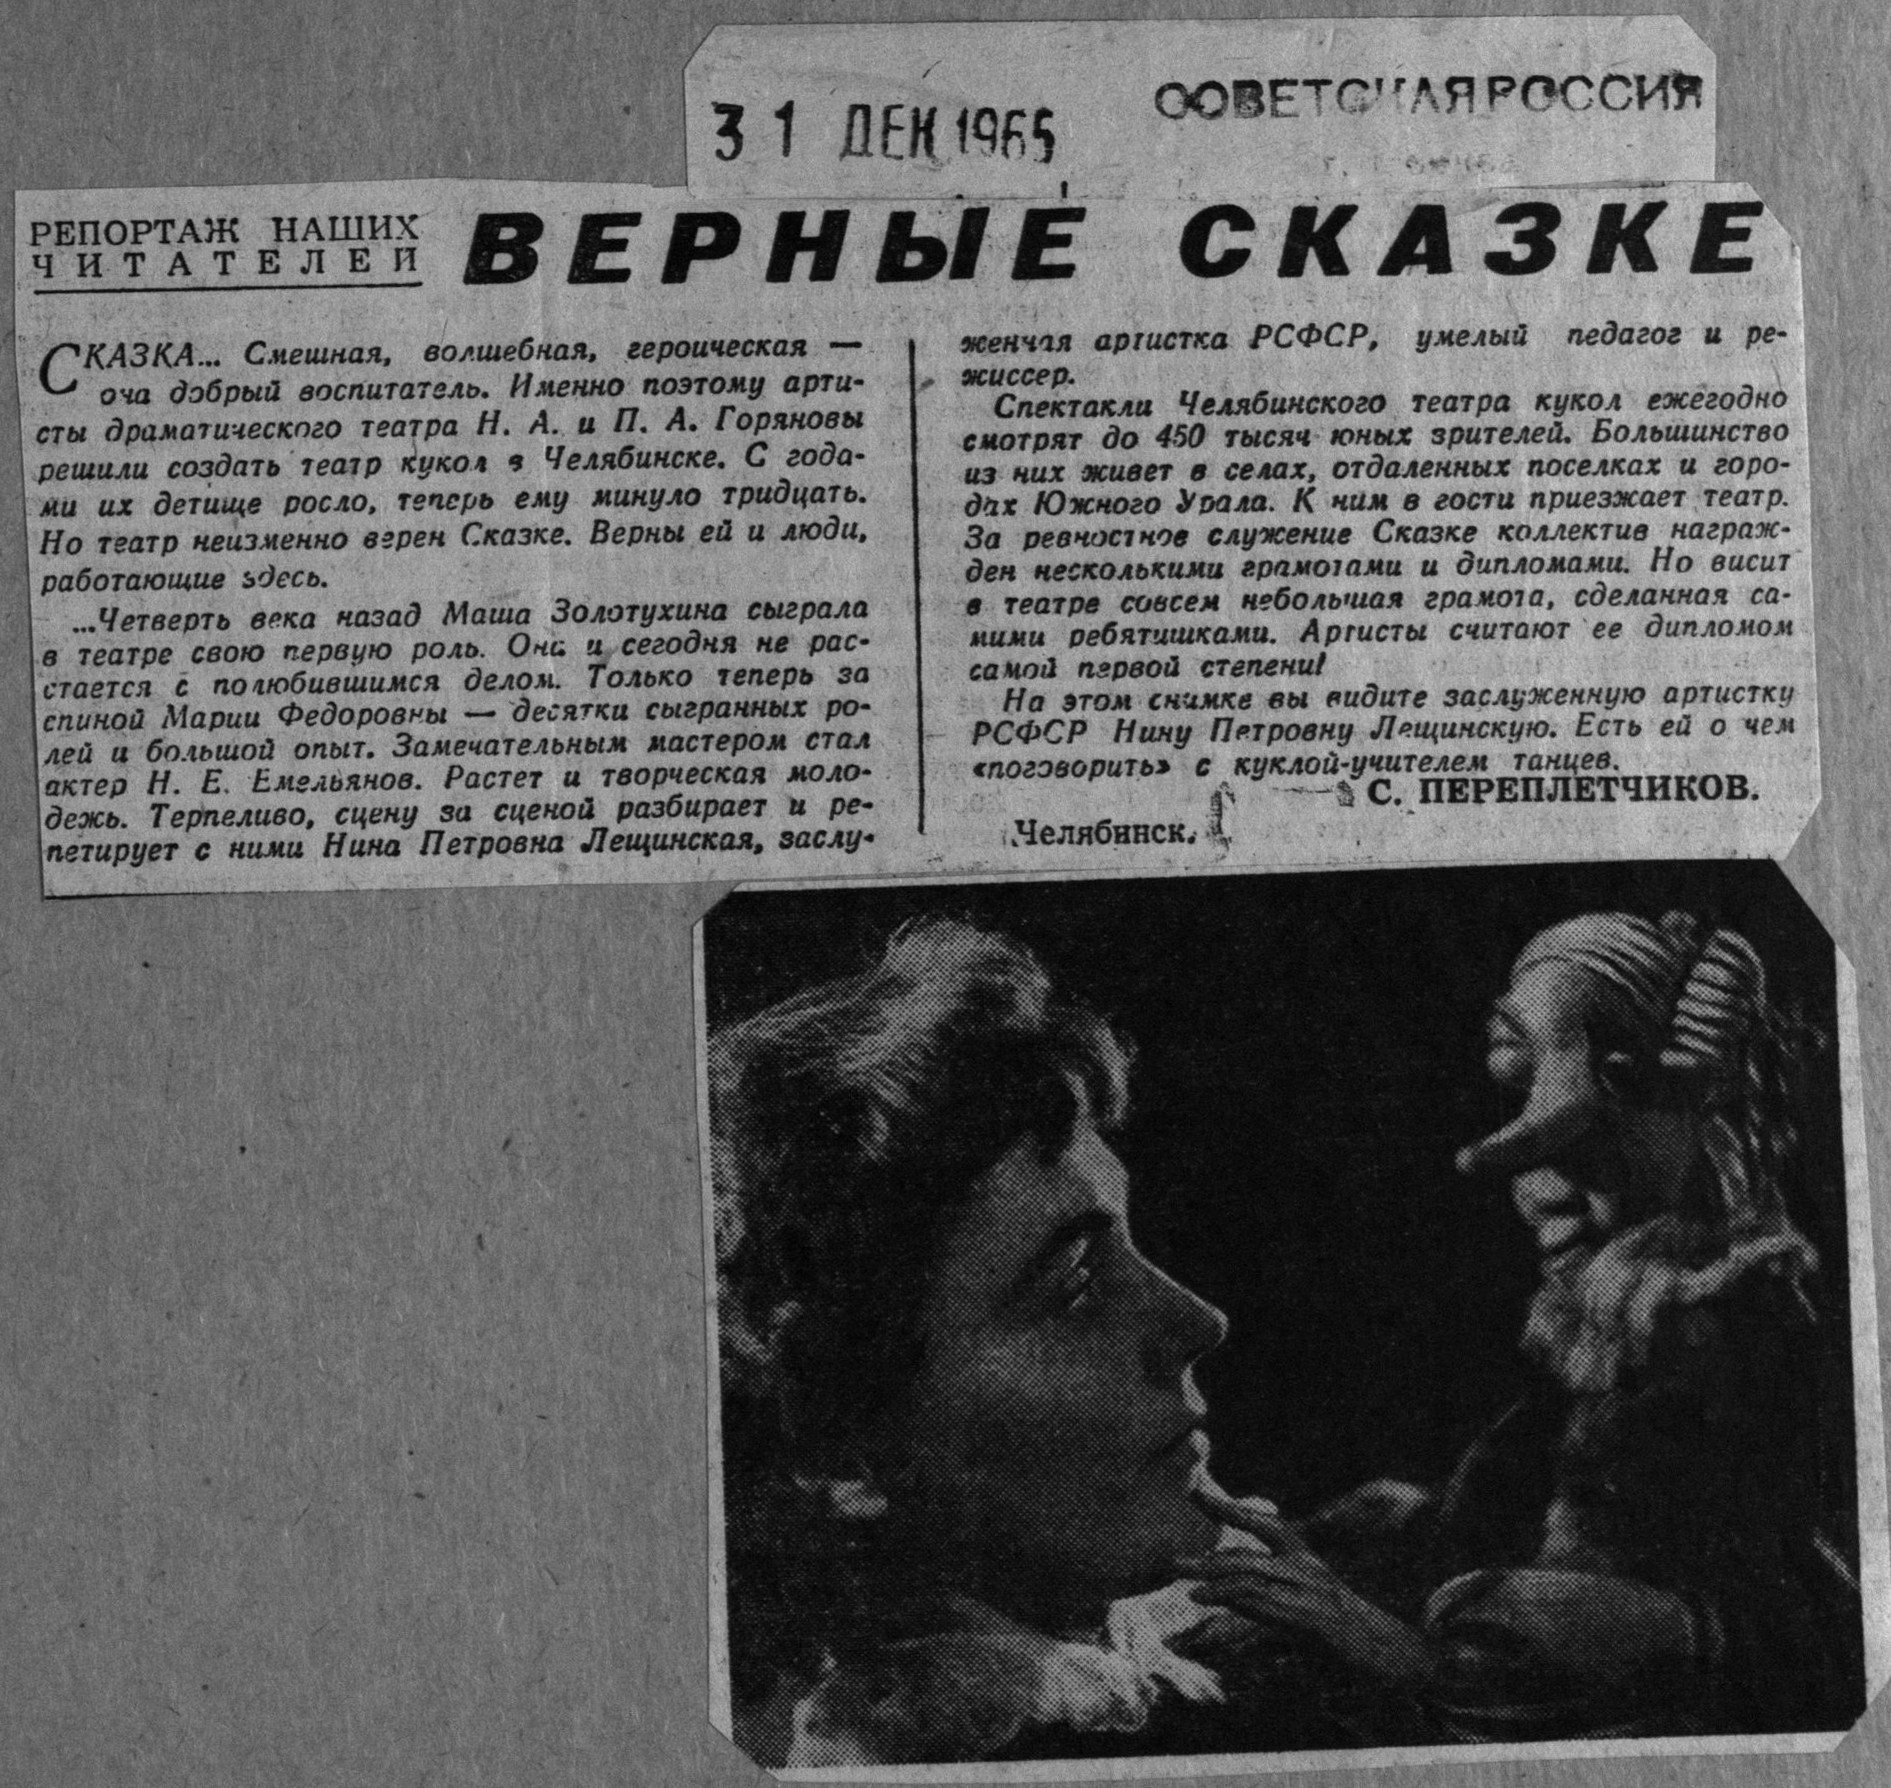 31 ДЕК 1965
СОВЕТСКАЯ РОССИЯ
РЕПОРТАЖ НАШИХ
ЧИТАТЕЛЕЙ
ВЕРНЫЕ СКАЗКЕ
СКАЗКА... Смешная, волшебная, героическая —
она добрый воспитатель. Именно поэтому арти-
сты драматического театра Н. А. и П. А. Горяновы
решили создать театр кукол в Челябинске. С года-
ми их детище росло, теперь ему минуло тридцать.
Но театр неизменно верен Сказке. Верны ей и люди,
работающие здесь.
...Четверть века назад Маша Золотухина сыграла
в театре свою первую роль. Она и сегодня не рас-
стается с полюбившимся делом. Только теперь за
спиной Марии Федоровны — десятки сыгранных ро-
лей и большой опыт. Замечательным мастером стал
актер Н. Е. Емельянов. Растет и творческая моло-
дежь. Терпеливо, сцену за сценой разбирает и ре-
петирует с ними Нина Петровна Лещинская, заслу-
женная артистка РСФСР, умелый педагог и ре-
жиссер.
Спектакли Челябинского театра кукол ежегодно
смотрят до 450 тысяч юных зрителей. Большинство
из них живет в селах, отдаленных поселках и горо-
дах Южного Урала. К ним в гости приезжает театр.
За ревностное служение Сказке коллектив награж-
ден несколькими грамотами и дипломами. Но висит
в театре совсем небольшая грамота, сделанная са-
мими ребятишками. Артисты считают ее дипломом
самой первой степени!
На этом снимке вы видите заслуженную артистку
РСФСР Нину Петровну Лещинскую. Есть ей о чем
«поговорить» с куклой-учителем танцев.
С. ПЕРЕПЛЕТЧИКОВ.
Челябинск.